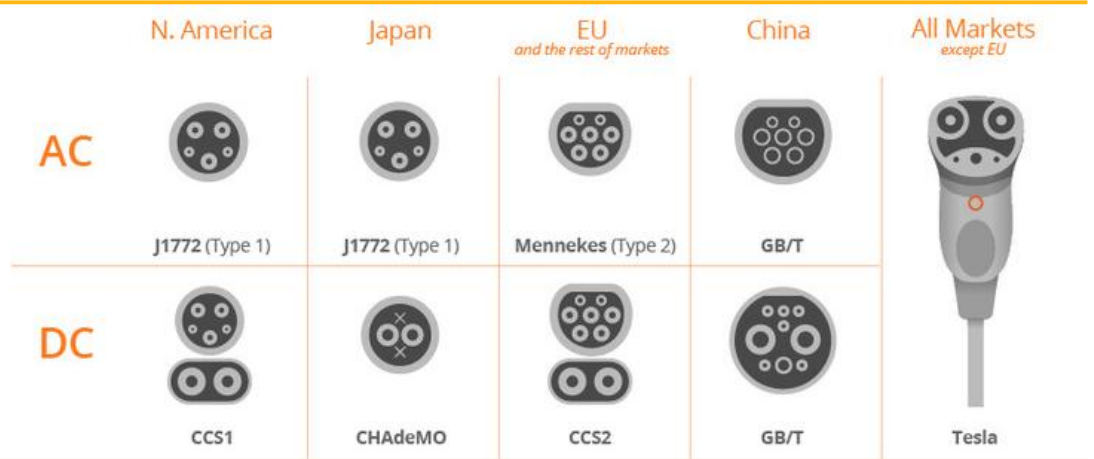 N. America
Japan
EU
and the rest of markets
China
All Markets
except EU
AC
J1772 (Type 1)
J1772 (Type 1)
Mennekes (Type 2)
GB/T
DC
CCS1
CHAdeMO
CCS2
GB/T
Tesla